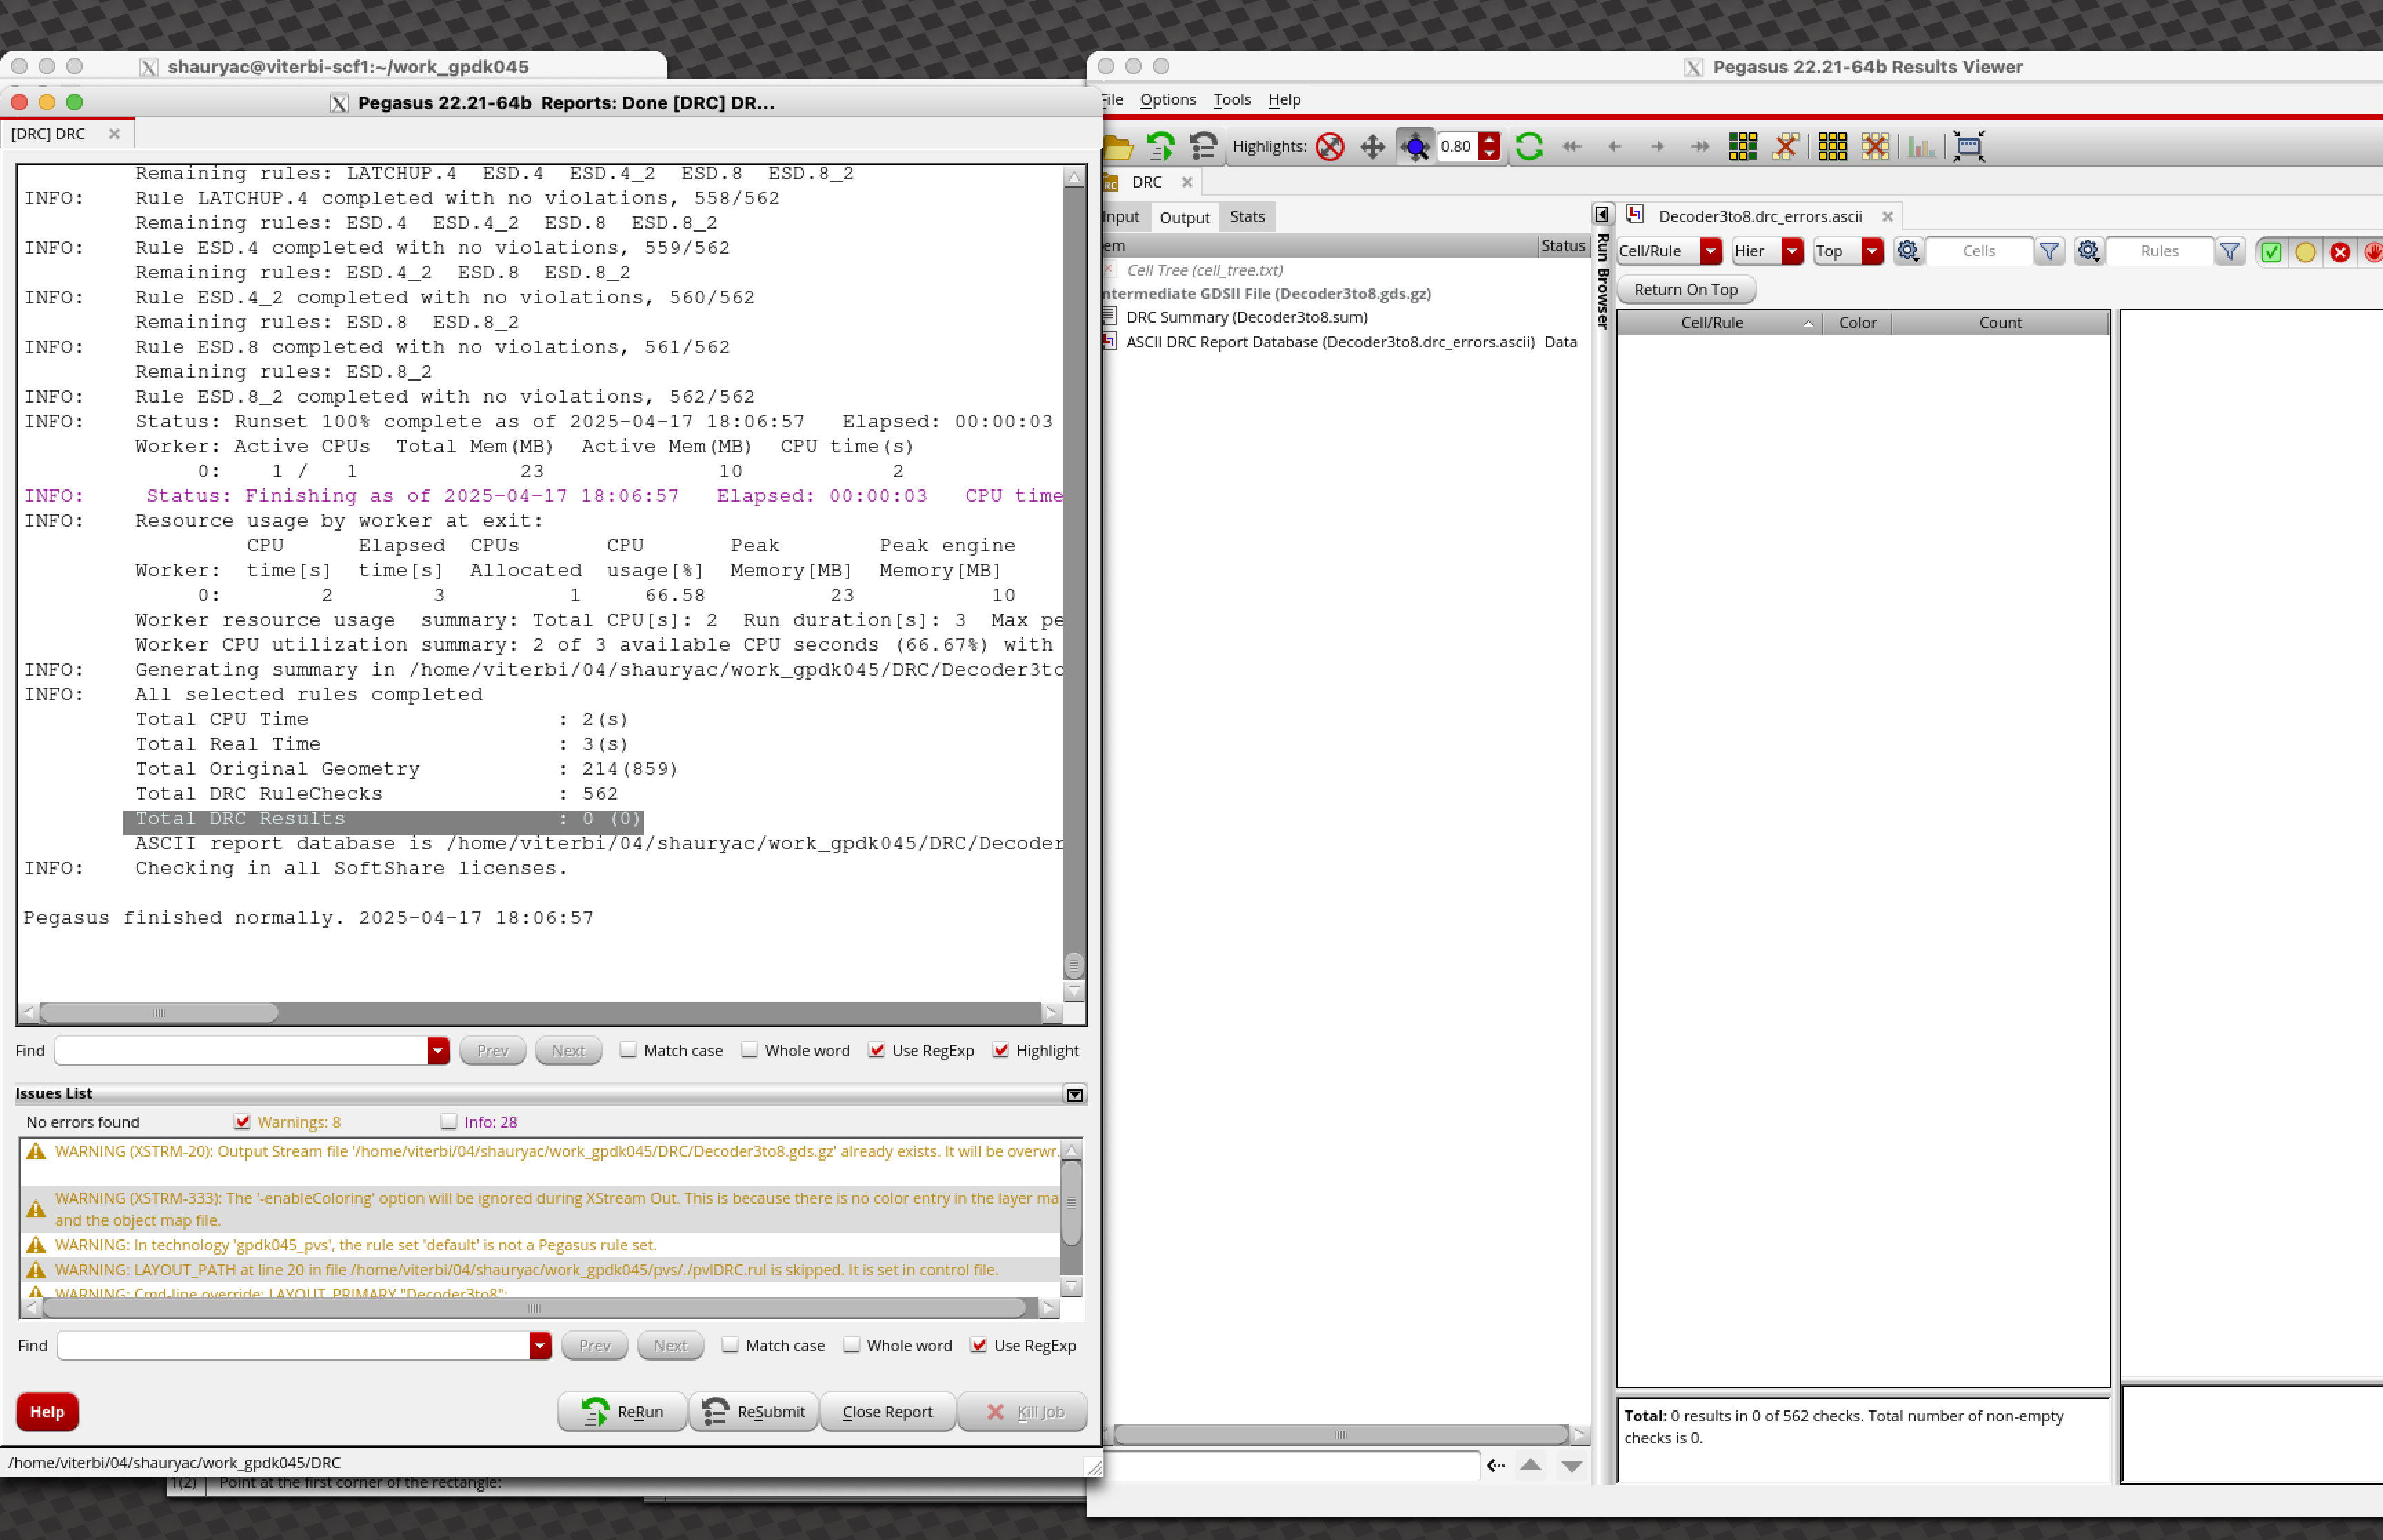 shauryac@viterbi-scf1:~/work_gpdk045
Pegasus 22.21-64b Reports: Done [DRC] DR...
[DRC] DRC
Remaining rules: LATCHUP.4 ESD.4 ESD.4_2 ESD.8 ESD.8_2
INFO: Rule LATCHUP.4 completed with no violations, 558/562
Remaining rules: ESD.4 ESD.4_2 ESD.8 ESD.8_2
INFO: Rule ESD.4 completed with no violations, 559/562
Remaining rules: ESD.4_2 ESD.8 ESD.8_2
INFO: Rule ESD.4_2 completed with no violations, 560/562
Remaining rules: ESD.8 ESD.8_2
INFO: Rule ESD.8 completed with no violations, 561/562
Remaining rules: ESD.8_2
INFO: Rule ESD.8_2 completed with no violations, 562/562
INFO: Status: Runset 100% complete as of 2025-04-17 18:06:57 Elapsed: 00:00:03
Worker: Active CPUs Total Mem(MB) Active Mem(MB) CPU time(s)
0: 1 / 1 23 10 2
INFO: Status: Finishing as of 2025-04-17 18:06:57 Elapsed: 00:00:03 CPU time
INFO: Resource usage by worker at exit:
CPU Elapsed CPUs CPU Peak Peak engine
Worker: time[s] time[s] Allocated usage[%] Memory[MB] Memory[MB]
0: 2 3 1 66.58 23 10
Worker resource usage summary: Total CPU[s]: 2 Run duration[s]: 3 Max pe
Worker CPU utilization summary: 2 of 3 available CPU seconds (66.67%) with
INFO: Generating summary in /home/viterbi/04/shauryac/work_gpdk045/DRC/Decoder3to
INFO: All selected rules completed
Total CPU Time : 2(s)
Total Real Time : 3(s)
Total Original Geometry : 214(859)
Total DRC RuleChecks : 562
Total DRC Results : 0 (0)
ASCII report database is /home/viterbi/04/shauryac/work_gpdk045/DRC/Decoder
INFO: Checking in all SoftShare licenses.
Pegasus finished normally. 2025-04-17 18:06:57
Find Prev Next Match case Whole word Use RegExp Highlight
Issues List
No errors found Warnings: 8 Info: 28
WARNING (XSTRM-20): Output Stream file '/home/viterbi/04/shauryac/work_gpdk045/DRC/Decoder3to8.gds.gz' already exists. It will be overwr.
WARNING (XSTRM-333): The '-enableColoring' option will be ignored during XStream Out. This is because there is no color entry in the layer ma
and the object map file.
WARNING: In technology 'gpdk045_pvs', the rule set 'default' is not a Pegasus rule set.
WARNING: LAYOUT_PATH at line 20 in file /home/viterbi/04/shauryac/work_gpdk045/pvs/./pvlDRC.rul is skipped. It is set in control file.
WARNING: Cmd-line override: LAYOUT_PRIMARY "Decoder3to8";
Find Prev Next Match case Whole word Use RegExp
Help ReRun ReSubmit Close Report Kill Job
/home/viterbi/04/shauryac/work_gpdk045/DRC
1(2) Point at the first corner of the rectangle:
Pegasus 22.21-64b Results Viewer
File Options Tools Help
Highlights: 0.80
DRC
Input Output Stats
em Status
Cell Tree (cell_tree.txt)
ntermediate GDSII File (Decoder3to8.gds.gz)
DRC Summary (Decoder3to8.sum)
ASCII DRC Report Database (Decoder3to8.drc_errors.ascii) Data
Run Browser
Decoder3to8.drc_errors.ascii
Cell/Rule Hier Top Cells Rules
Return On Top
Cell/Rule Color Count
Total: 0 results in 0 of 562 checks. Total number of non-empty
checks is 0.